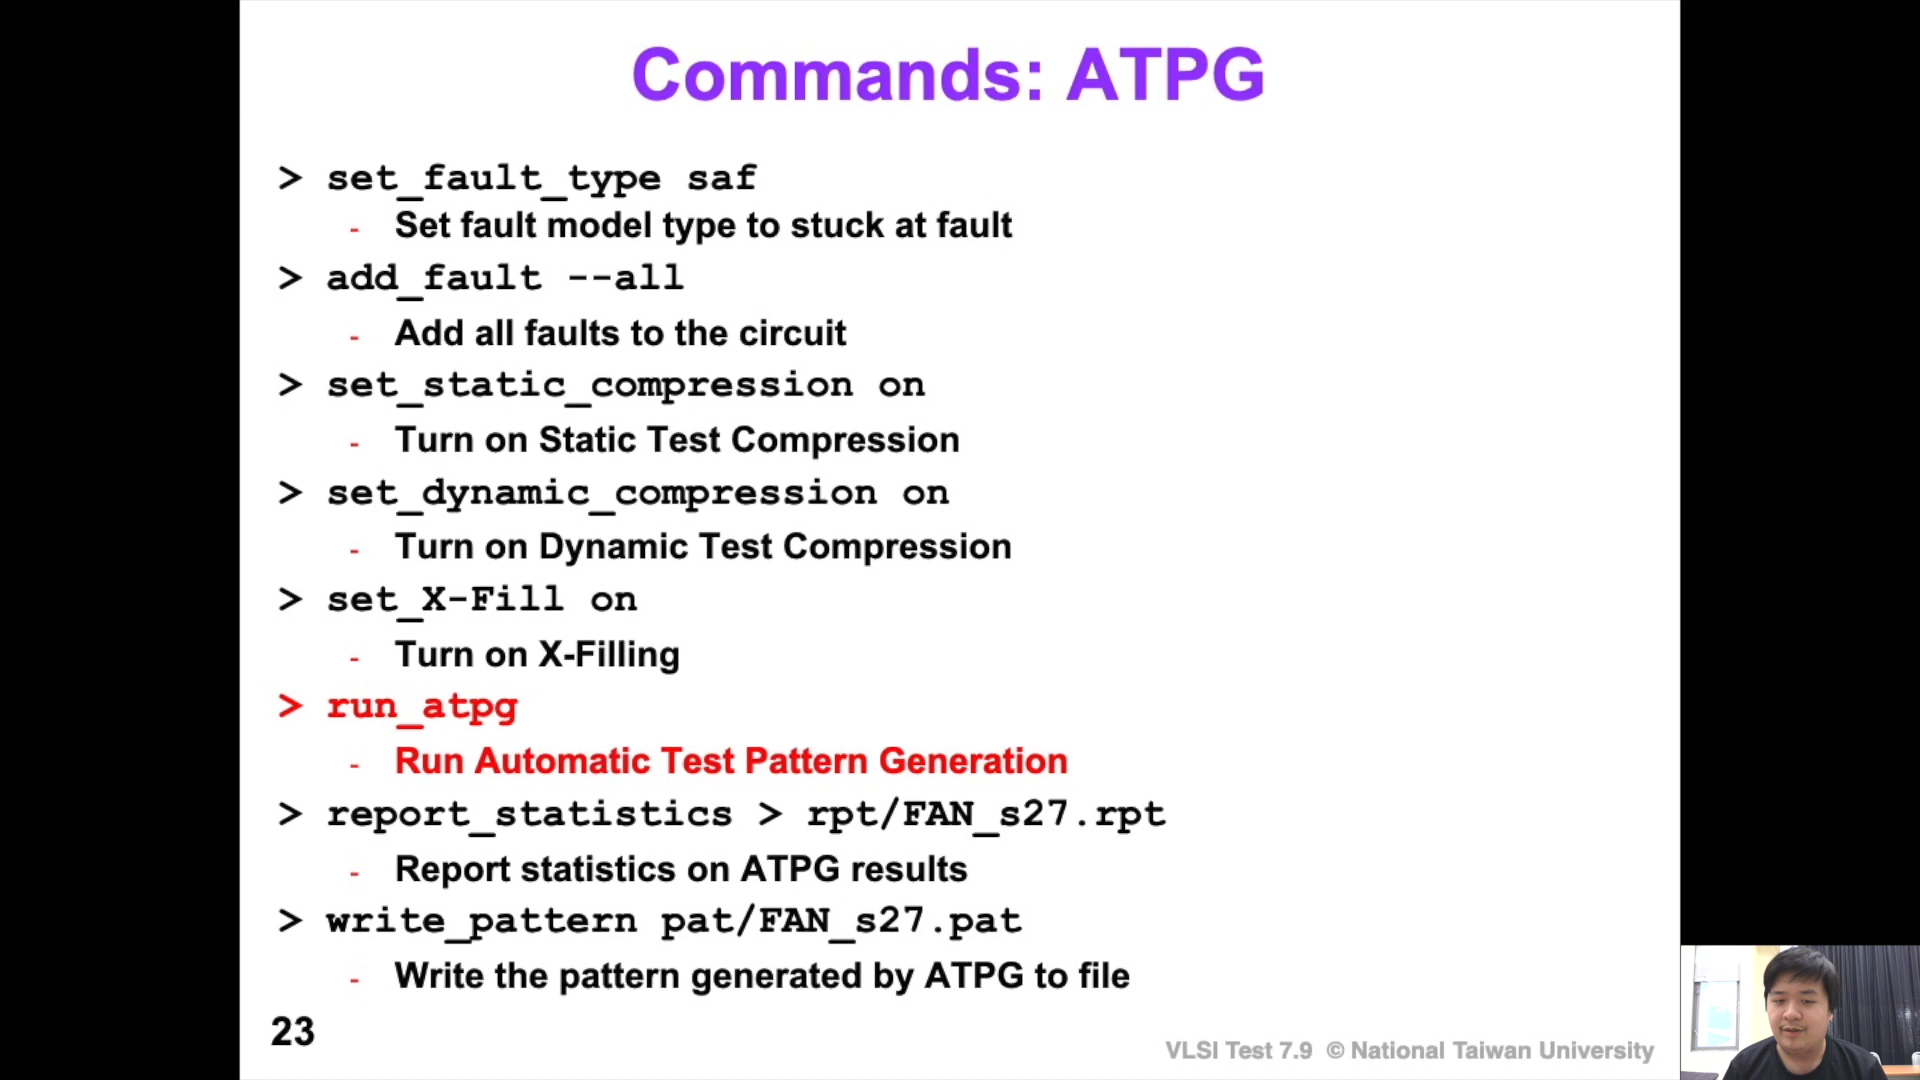 Commands: ATPG
> set_fault_type saf
- Set fault model type to stuck at fault
> add_fault --all
- Add all faults to the circuit
> set_static_compression on
- Turn on Static Test Compression
> set_dynamic_compression on
- Turn on Dynamic Test Compression
> set_X-Fill on
- Turn on X-Filling
> run_atpg
- Run Automatic Test Pattern Generation
> report_statistics > rpt/FAN_s27.rpt
- Report statistics on ATPG results
> write_pattern pat/FAN_s27.pat
- Write the pattern generated by ATPG to file
23
VLSI Test 7.9 © National Taiwan University